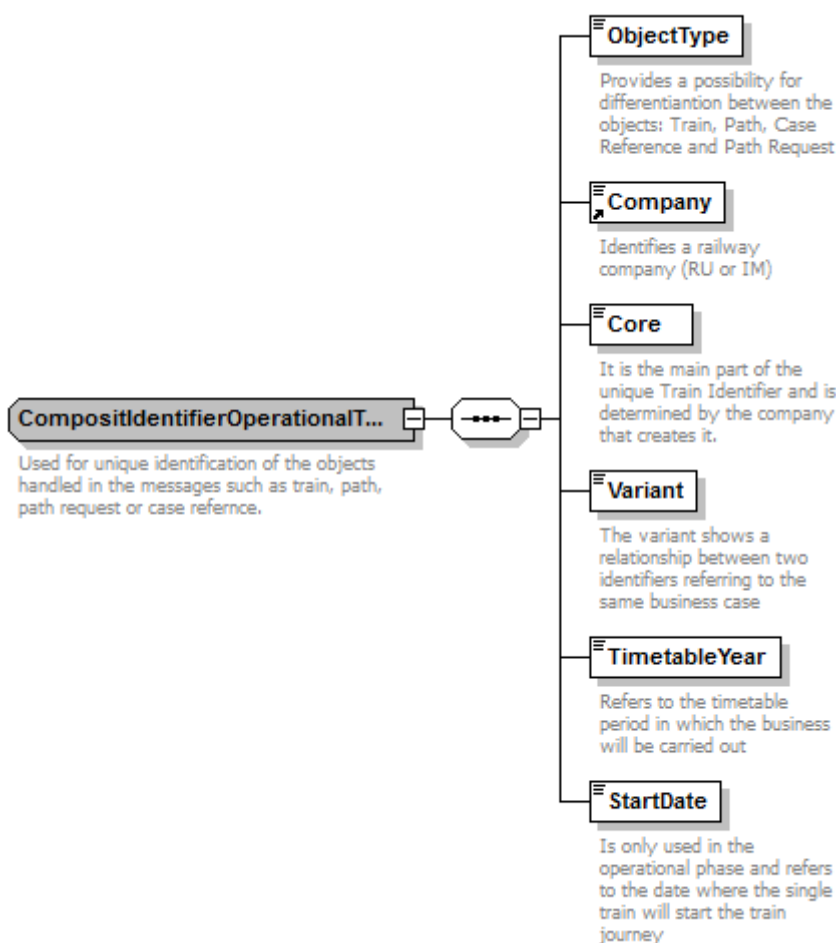 ObjectType
Provides a possibility for
differentiantion between the
objects: Train, Path, Case
Reference and Path Request
Company
Identifies a railway
company (RU or IM)
Core
It is the main part of the
unique Train Identifier and is
determined by the company
that creates it.
CompositIdentifierOperationalT...
Used for unique identification of the objects
handled in the messages such as train, path,
path request or case refernce.
Variant
The variant shows a
relationship between two
identifiers referring to the
same business case
TimetableYear
Refers to the timetable
period in which the business
will be carried out
StartDate
Is only used in the
operational phase and refers
to the date where the single
train will start the train
journey